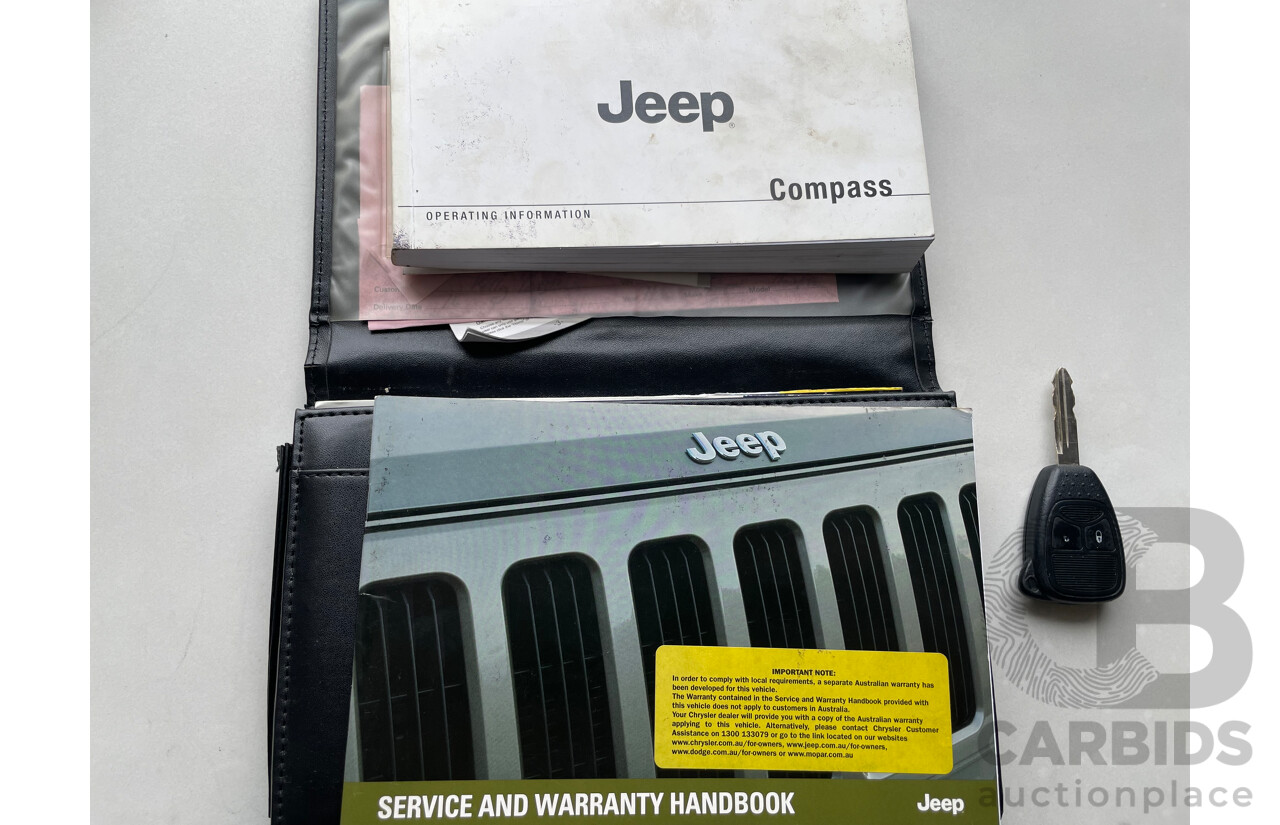 Jeep
Compass
OPERATING INFORMATION
Delivery Date
Jeep
IMPORTANT NOTE:
In order to comply with local requirements, a separate Australian warranty has
been developed for this vehicle.
The Warranty contained in the Service and Warranty Handbook provided with
this vehicle does not apply to customers in Australia.
Your Chrysler dealer will provide you with a copy of the Australian warranty
applying to this vehicle. Alternatively, please contact Chrysler Customer
Assistance on 1300 133079 or go to the link located on our websites
www.chrysler.com.au/for-owners, www.jeep.com.au/for-owners,
www.dodge.com.au/for-owners or www.mopar.com.au
SERVICE AND WARRANTY HANDBOOK
Jeep
CB
CARBIDS
auctionplace